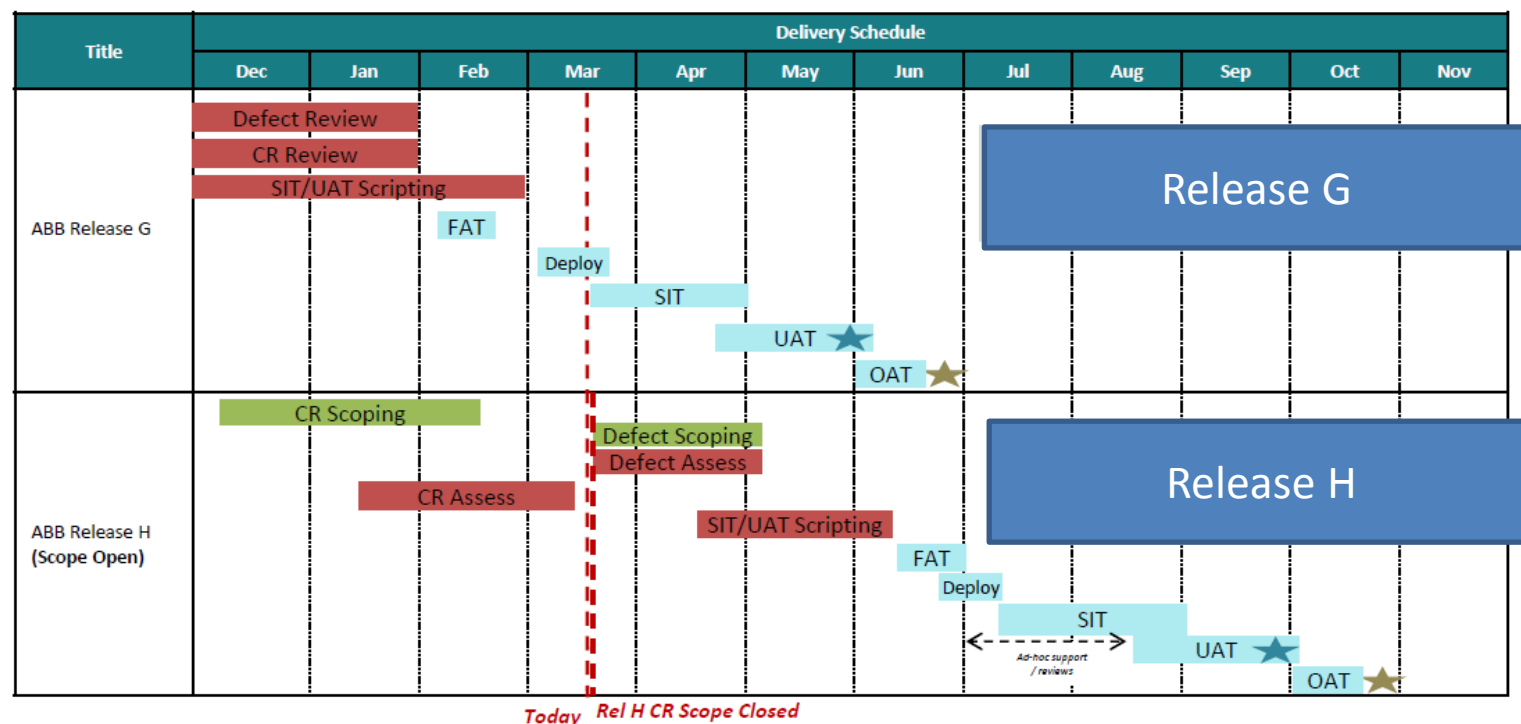 Title
Delivery Schedule
Dec Jan Feb Mar Apr May Jun Jul Aug Sep Oct Nov
ABB Release G
Defect Review
CR Review
SIT/UAT Scripting
FAT
Deploy
SIT
UAT
OAT
Release G
ABB Release H
(Scope Open)
CR Scoping
Defect Scoping
Defect Assess
CR Assess
SIT/UAT Scripting
FAT
Deploy
SIT
Ad-hoc support
/ reviews
UAT
OAT
Release H
Today
Rel H CR Scope Closed